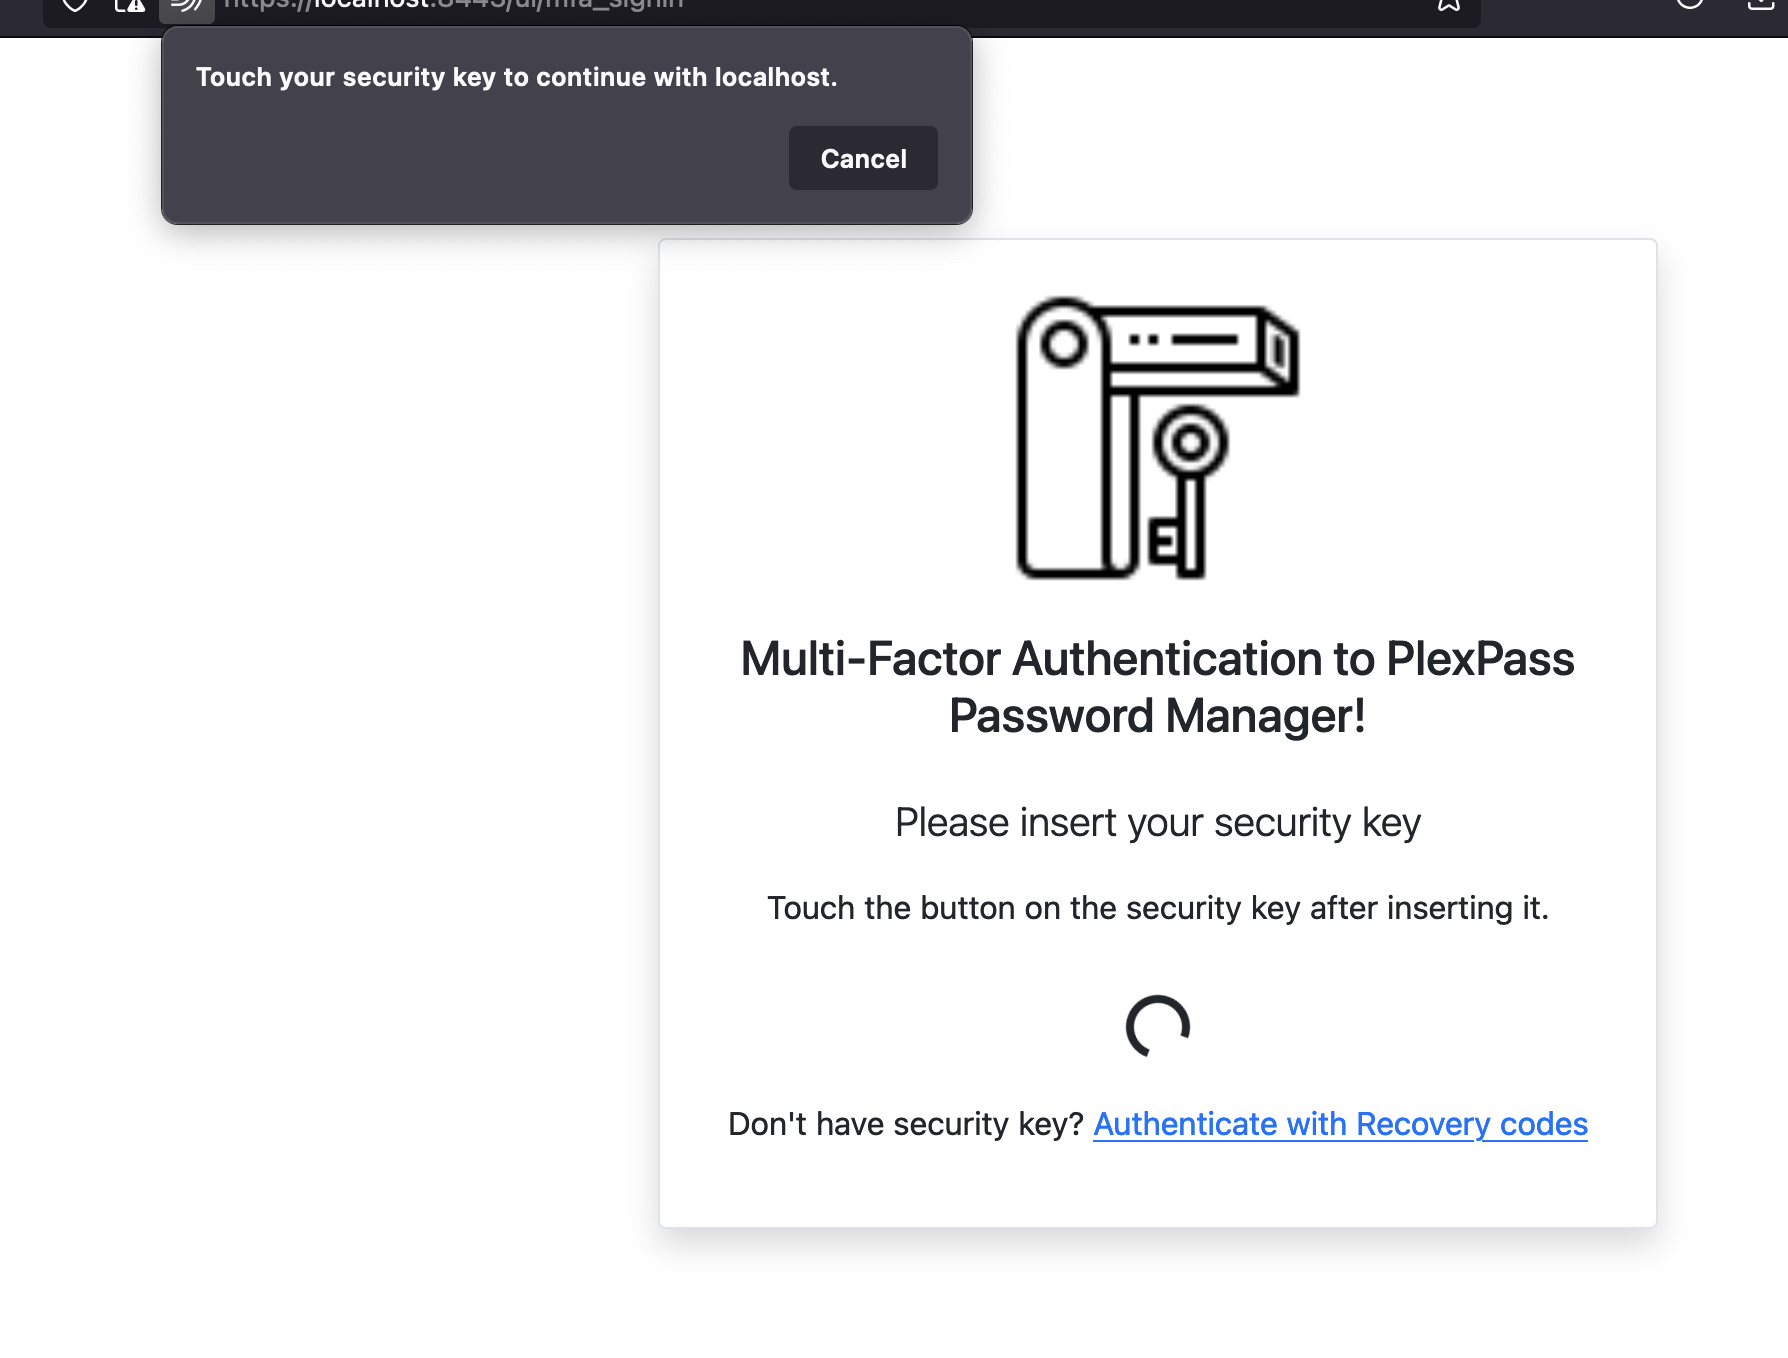 https://localhost:8443/ui/mfa_signin
Touch your security key to continue with localhost.
Cancel
Multi-Factor Authentication to PlexPass
Password Manager!
Please insert your security key
Touch the button on the security key after inserting it.
Don't have security key? Authenticate with Recovery codes